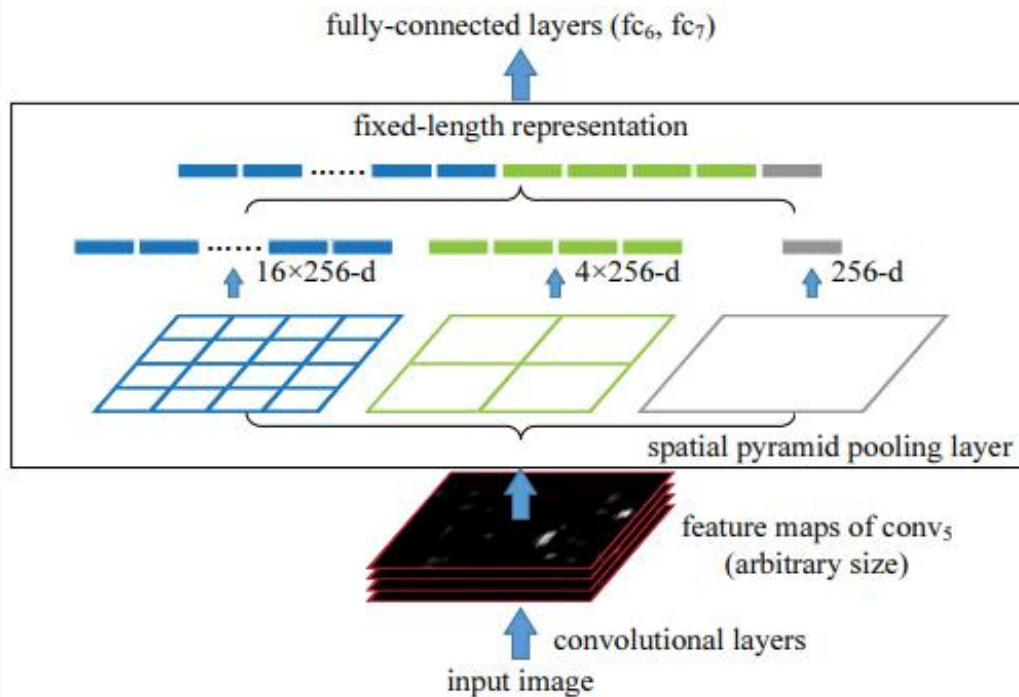 fully-connected layers (fc₆, fc₇)
fixed-length representation
......
......
16×256-d
4×256-d
256-d
spatial pyramid pooling layer
feature maps of conv₅
(arbitrary size)
convolutional layers
input image